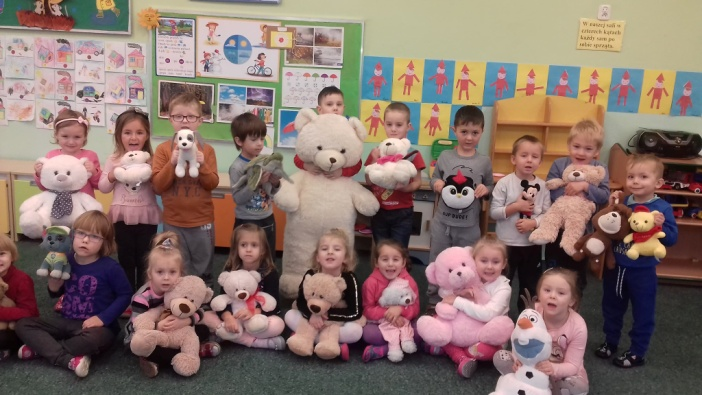 W naszej sali w
czterech kątach
każdy sam po
sobie sprząta.